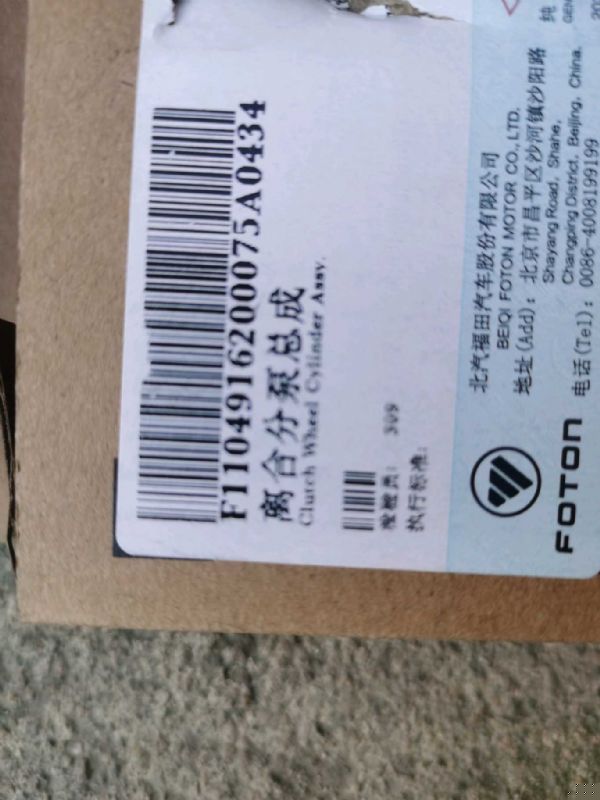 F1104916200075A0434
离合分泵总成
Clutch Wheel Cylinder Assy.
检验员: 309
执行标准:
纯
GEN
202
北汽福田汽车股份有限公司
BEIQI FOTON MOTOR CO.,LTD.
地址(Add): 北京市昌平区沙河镇沙阳路
Shayang Road, Shahe,
Changping District, Beijing, China.
电话(Tel): 0086-4008199199
FOTON